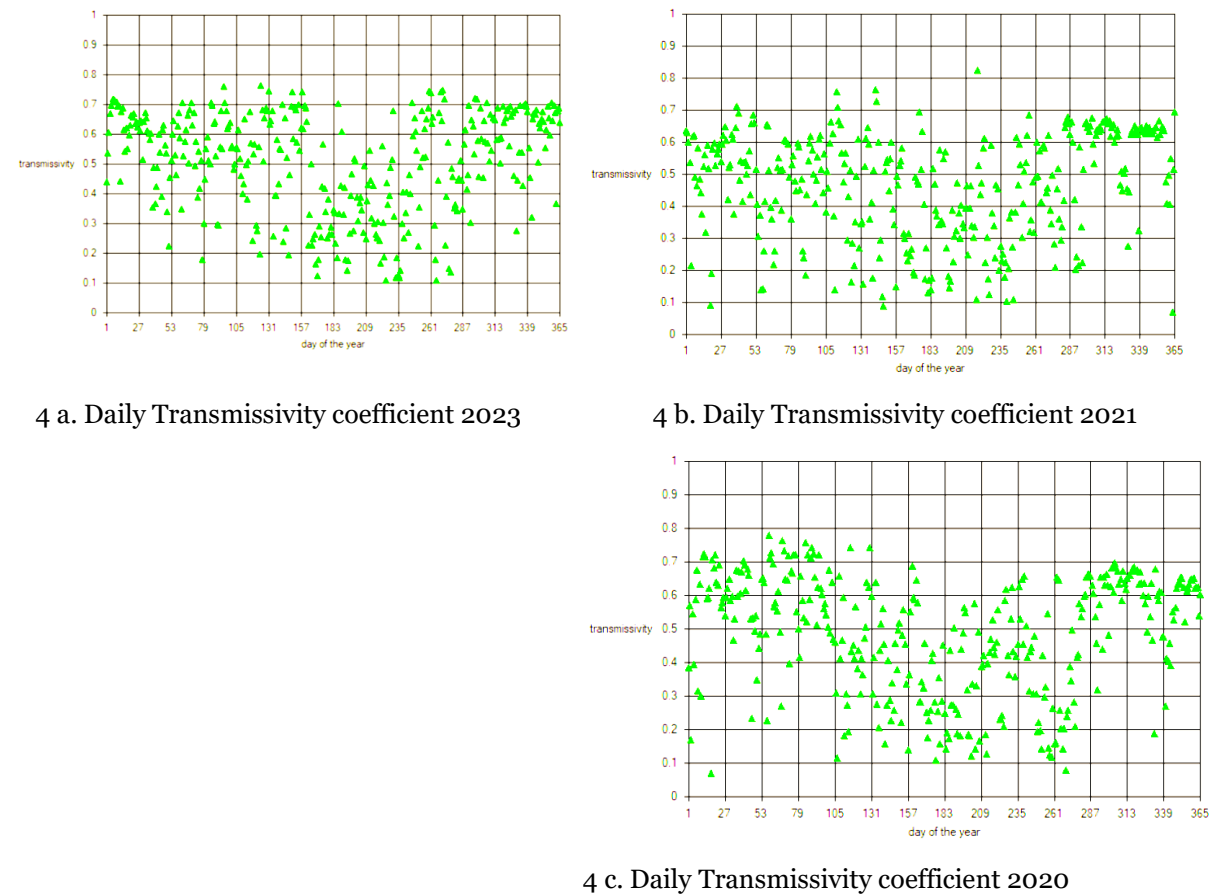 1
0.9
0.8
0.7
0.6
transmissivity 0.5
0.4
0.3
0.2
0.1
0
1 27 53 79 105 131 157 183 209 235 261 287 313 339 365
day of the year
4 a. Daily Transmissivity coefficient 2023
1
0.9
0.8
0.7
0.6
transmissivity 0.5
0.4
0.3
0.2
0.1
0
1 27 53 79 105 131 157 183 209 235 261 287 313 339 365
day of the year
4 b. Daily Transmissivity coefficient 2021
1
0.9
0.8
0.7
0.6
transmissivity 0.5
0.4
0.3
0.2
0.1
0
1 27 53 79 105 131 157 183 209 235 261 287 313 339 365
day of the year
4 c. Daily Transmissivity coefficient 2020